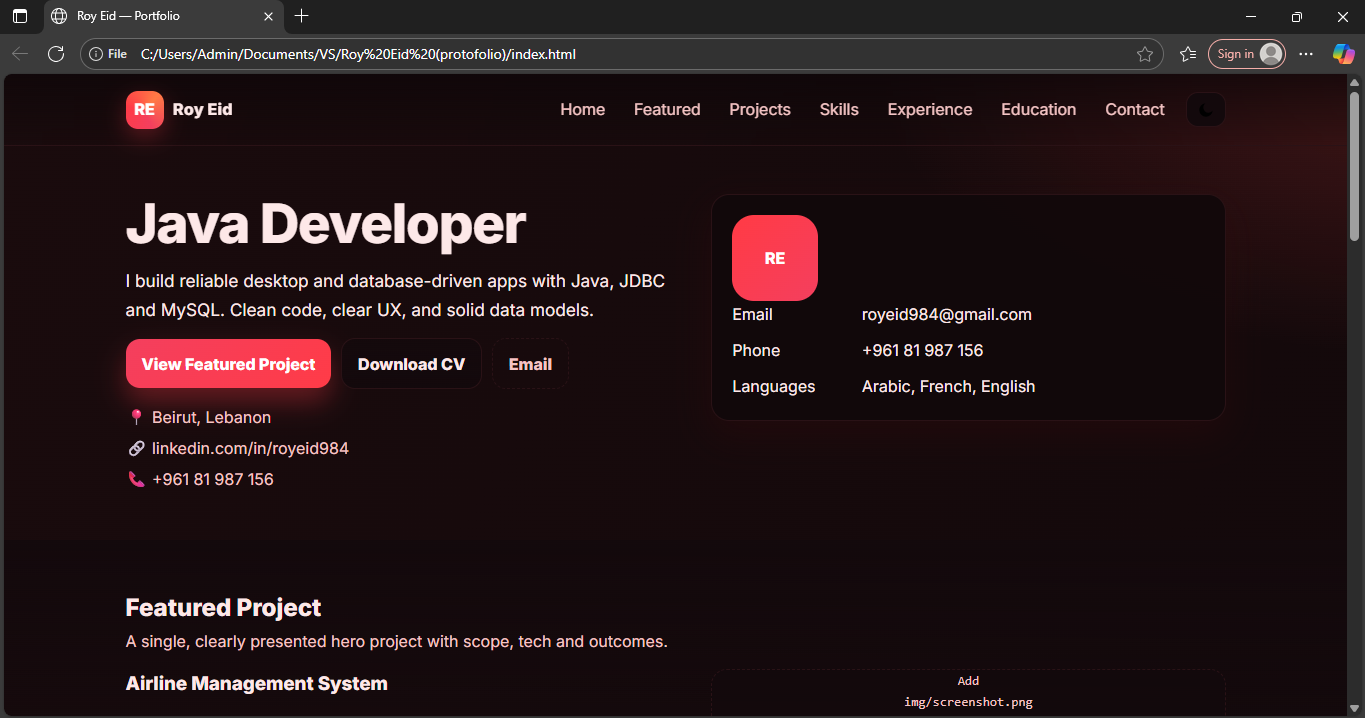 Roy Eid — Portfolio
File C:/Users/Admin/Documents/VS/Roy%20Eid%20(protofolio)/index.html
Sign in
RE Roy Eid
Home Featured Projects Skills Experience Education Contact
Java Developer
I build reliable desktop and database-driven apps with Java, JDBC
and MySQL. Clean code, clear UX, and solid data models.
View Featured Project Download CV Email
📍 Beirut, Lebanon
🔗 linkedin.com/in/royeid984
📞 +961 81 987 156
RE
Email royeid984@gmail.com
Phone +961 81 987 156
Languages Arabic, French, English
Featured Project
A single, clearly presented hero project with scope, tech and outcomes.
Airline Management System
Add
img/screenshot.png